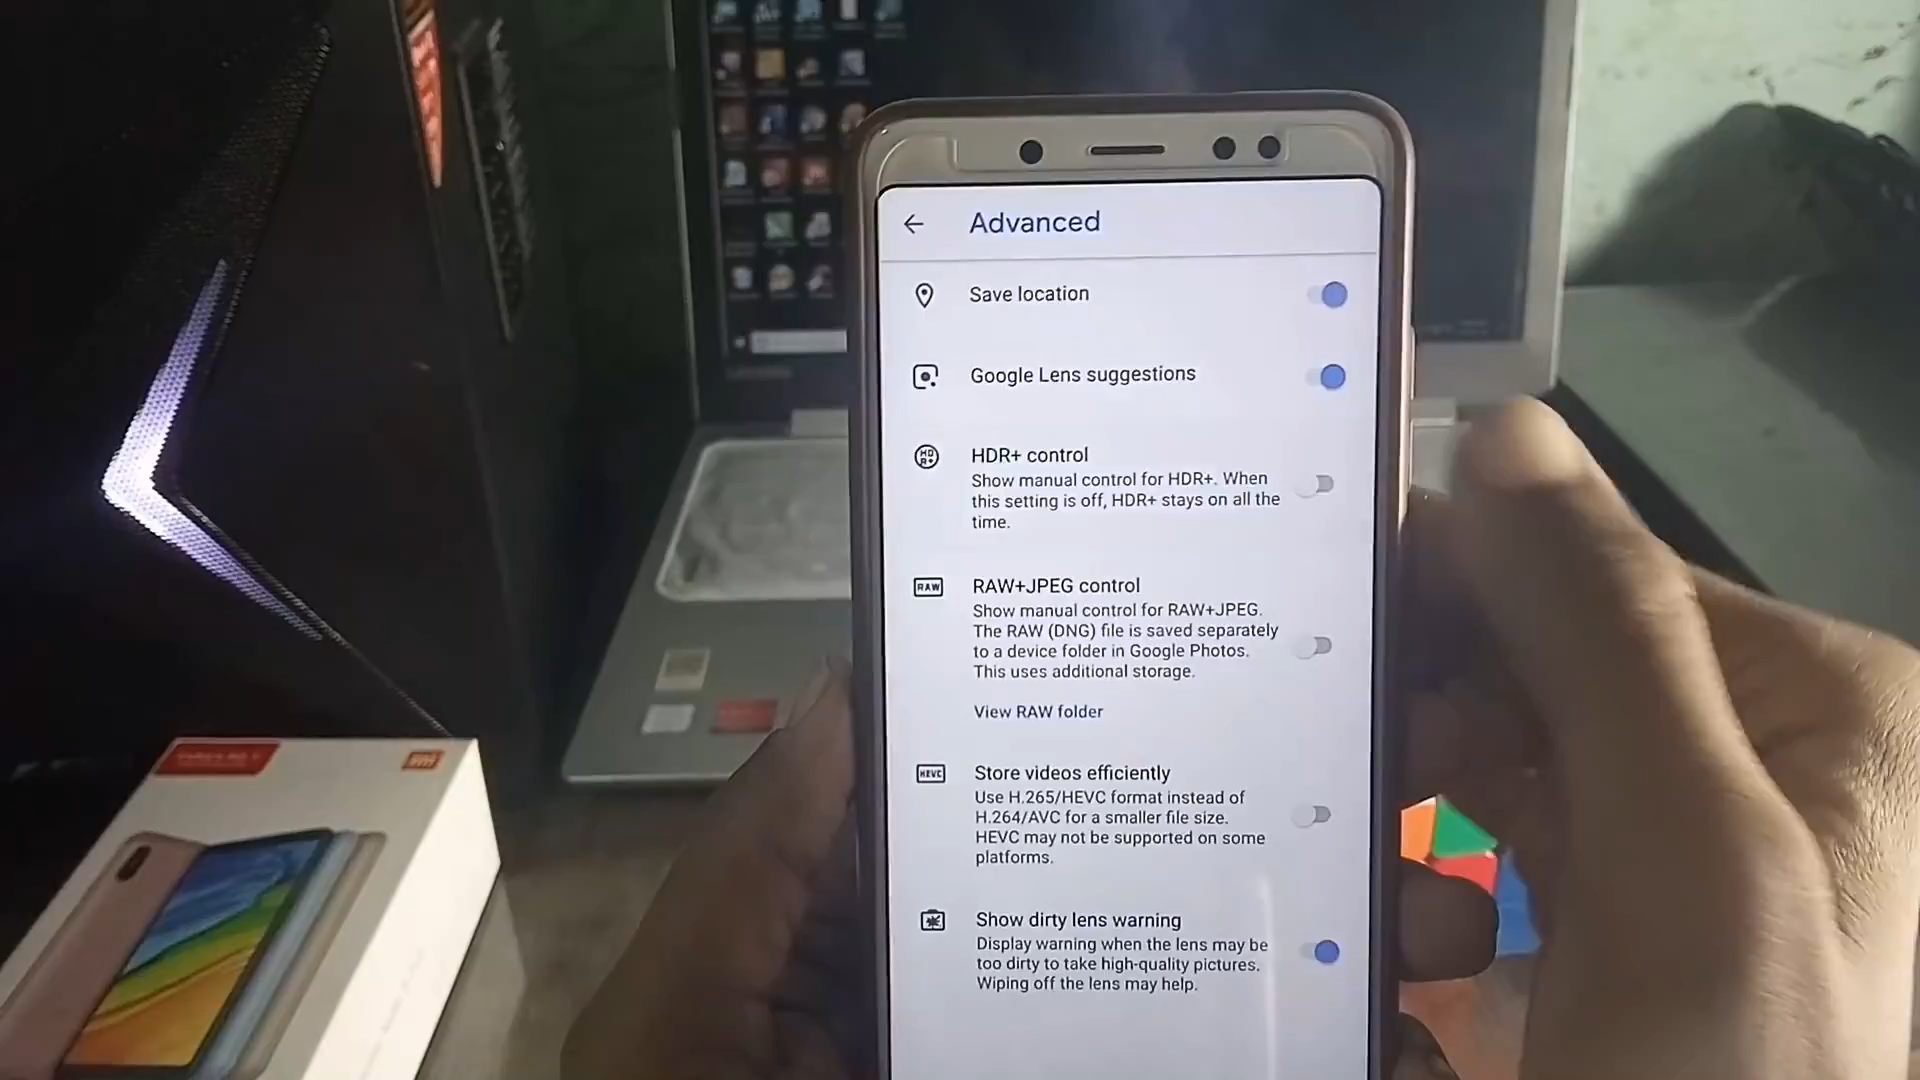 Advanced
Save location
Google Lens suggestions
HDR+ control
Show manual control for HDR+. When
this setting is off, HDR+ stays on all the
time.
RAW
RAW+JPEG control
Show manual control for RAW+JPEG.
The RAW (DNG) file is saved separately
to a device folder in Google Photos.
This uses additional storage.
View RAW folder
HEVC
Store videos efficiently
Use H.265/HEVC format instead of
H.264/AVC for a smaller file size.
HEVC may not be supported on some
platforms.
Show dirty lens warning
Display warning when the lens may be
too dirty to take high-quality pictures.
Wiping off the lens may help.